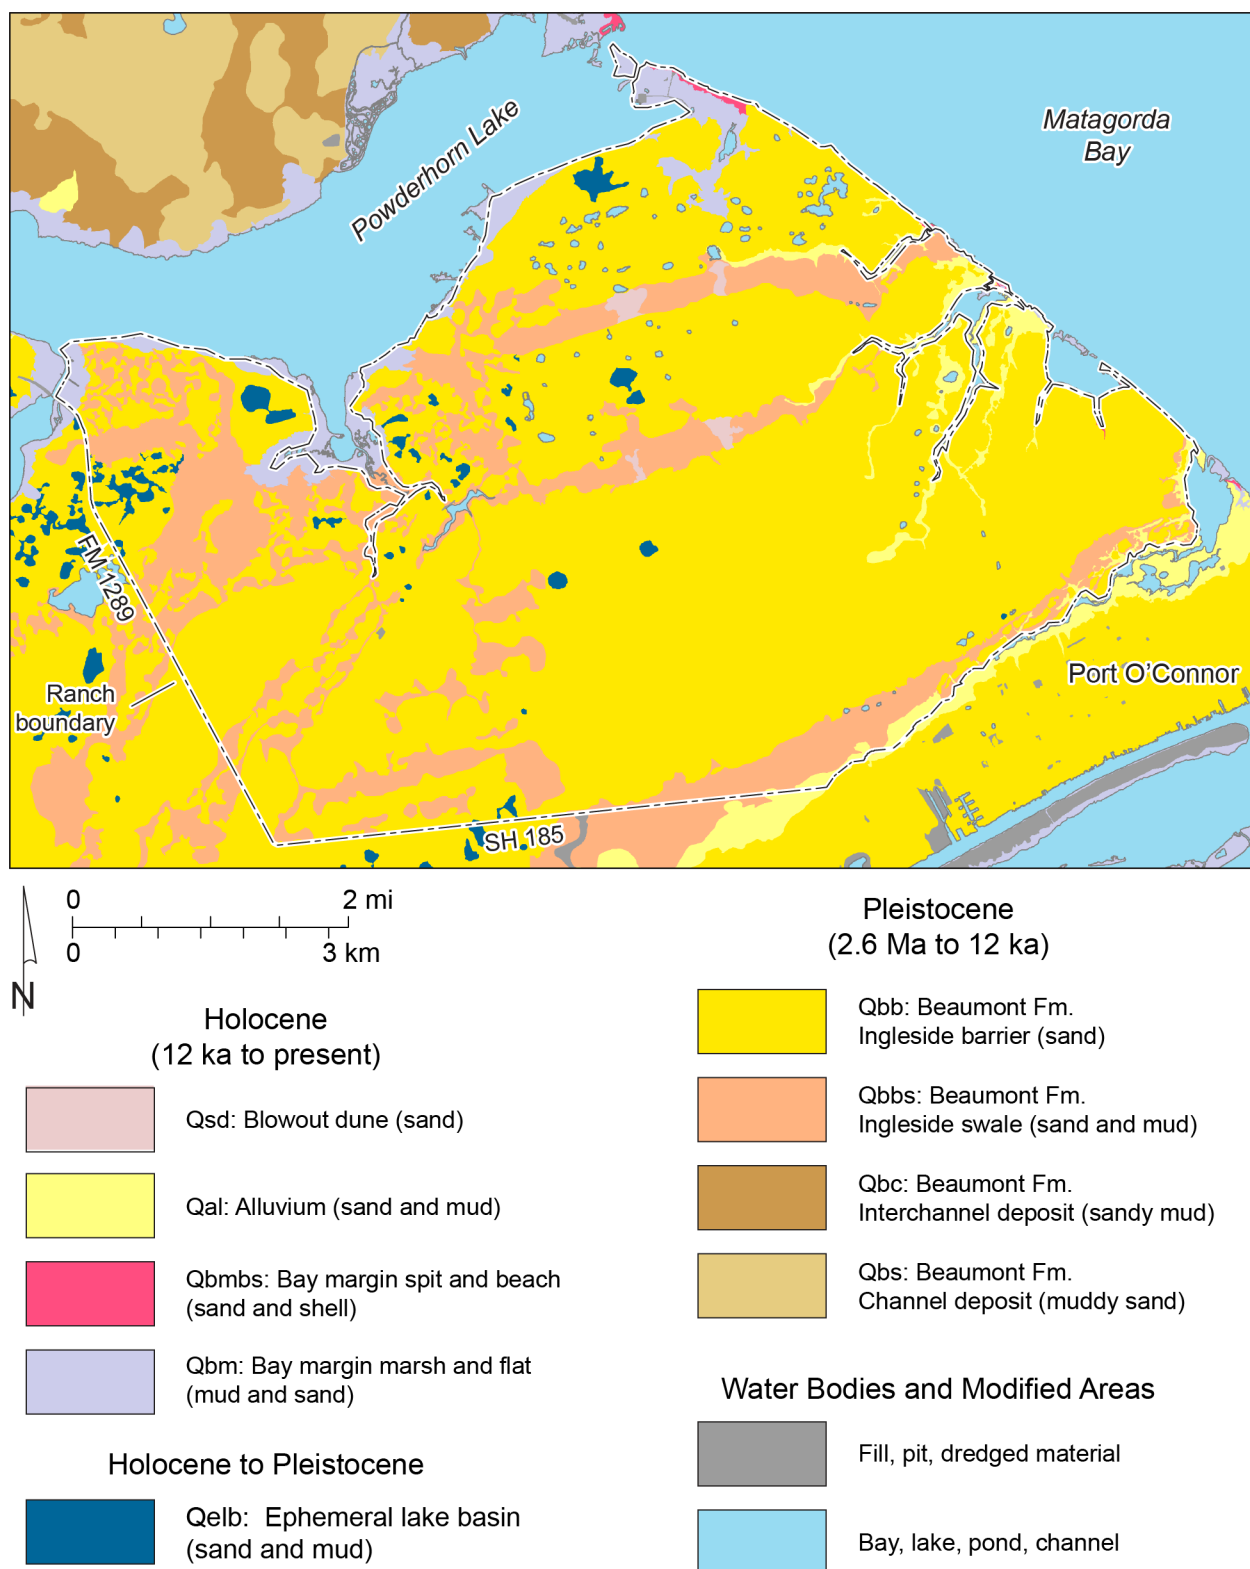 Matagorda
Bay
Powderhorn Lake
FM 1289
Ranch
boundary
Port O’Connor
SH 185
0 2 mi
0 3 km
N
Holocene
(12 ka to present)
Qsd: Blowout dune (sand)
Qal: Alluvium (sand and mud)
Qbmbs: Bay margin spit and beach
(sand and shell)
Qbm: Bay margin marsh and flat
(mud and sand)
Holocene to Pleistocene
Qelb: Ephemeral lake basin
(sand and mud)
Pleistocene
(2.6 Ma to 12 ka)
Qbb: Beaumont Fm.
Ingleside barrier (sand)
Qbbs: Beaumont Fm.
Ingleside swale (sand and mud)
Qbc: Beaumont Fm.
Interchannel deposit (sandy mud)
Qbs: Beaumont Fm.
Channel deposit (muddy sand)
Water Bodies and Modified Areas
Fill, pit, dredged material
Bay, lake, pond, channel